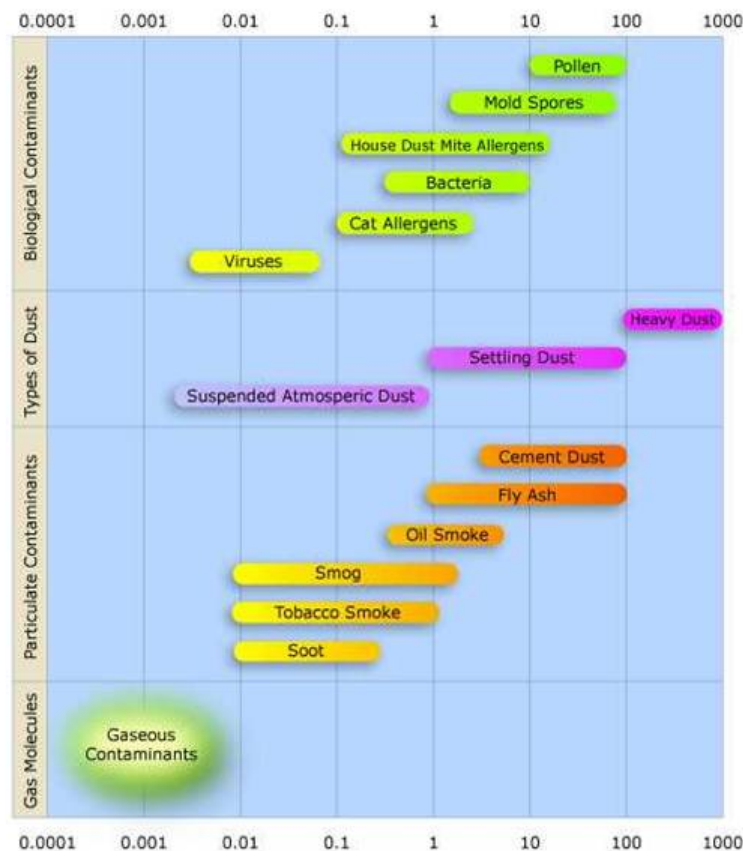 0.0001 0.001 0.01 0.1 1 10 100 1000
Biological Contaminants
Pollen
Mold Spores
House Dust Mite Allergens
Bacteria
Cat Allergens
Viruses
Types of Dust
Heavy Dust
Settling Dust
Suspended Atmosperic Dust
Particulate Contaminants
Cement Dust
Fly Ash
Oil Smoke
Smog
Tobacco Smoke
Soot
Gas Molecules
Gaseous
Contaminants
0.0001 0.001 0.01 0.1 1 10 100 1000